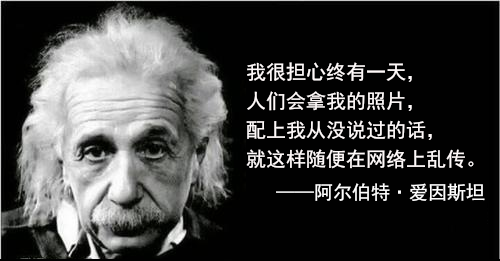 我很担心终有一天，
人们会拿我的照片，
配上我从没说过的话，
就这样随便在网络上乱传。
——阿尔伯特·爱因斯坦